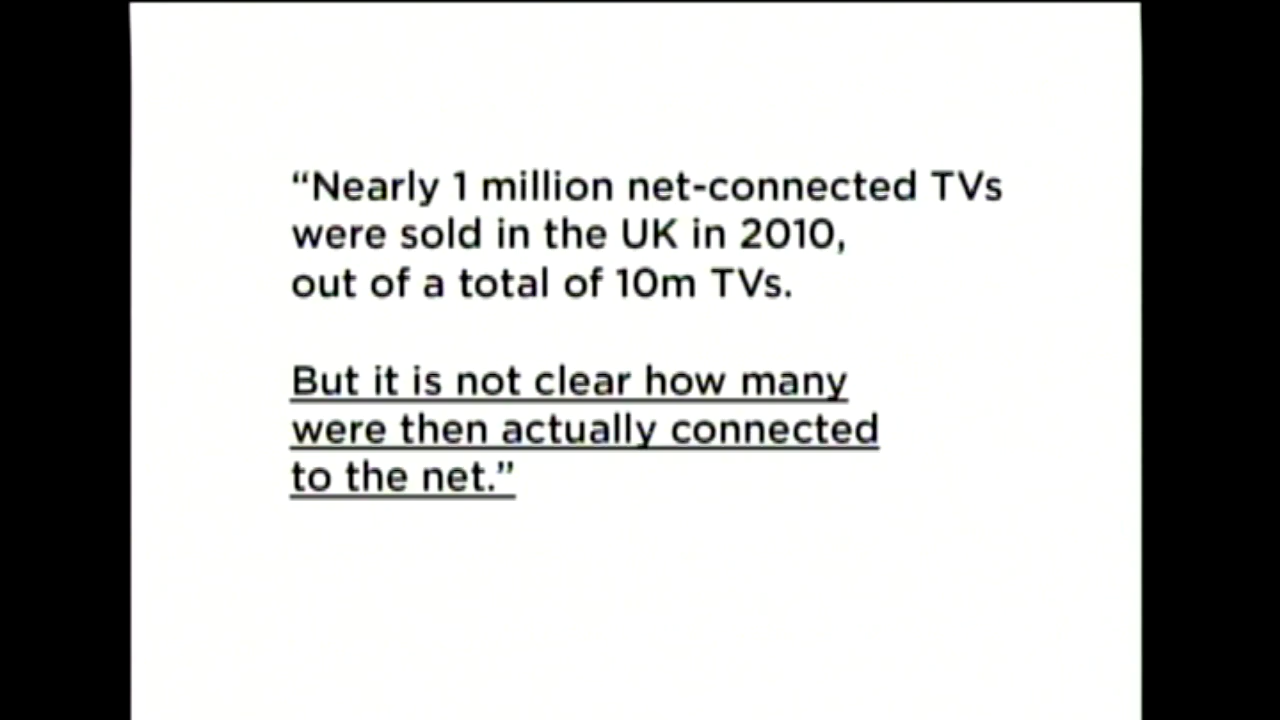 “Nearly 1 million net-connected TVs
were sold in the UK in 2010,
out of a total of 10m TVs.
But it is not clear how many
were then actually connected
to the net.”